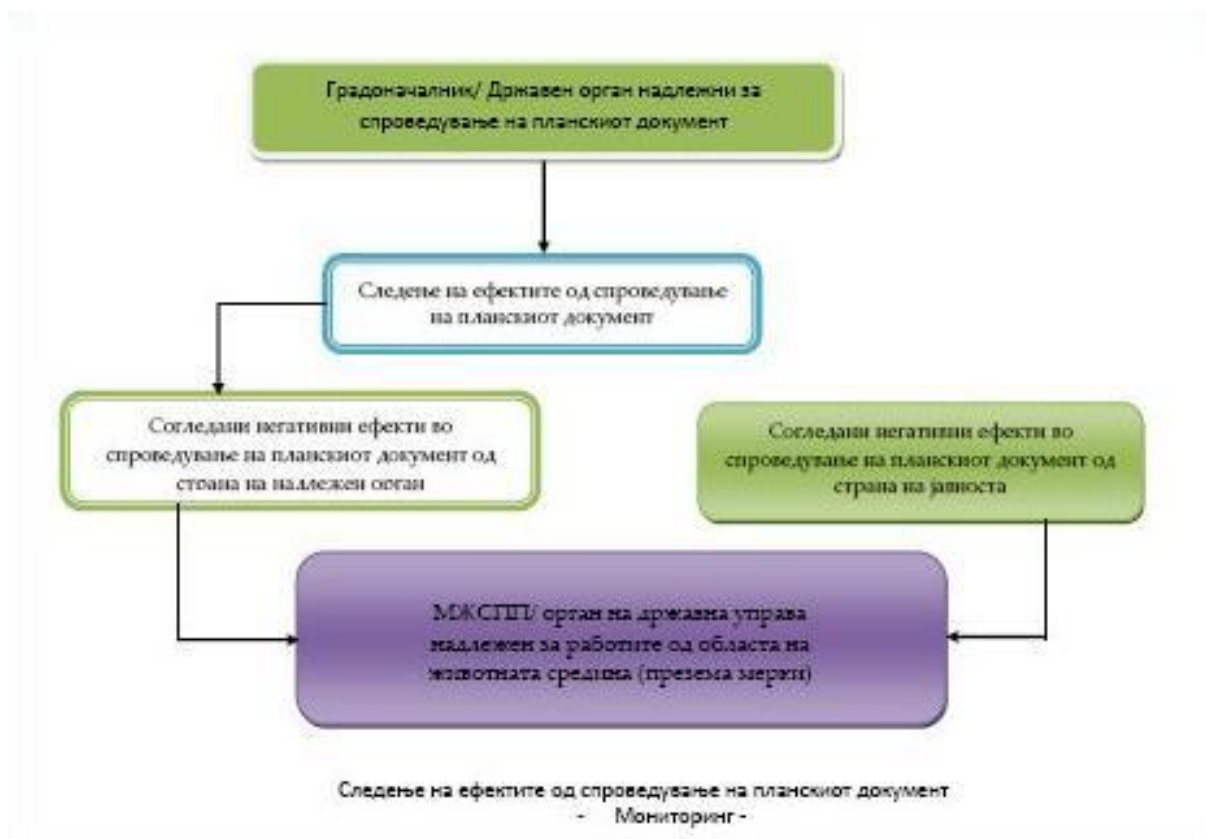 Градоначалник/ Државен орган надлежни за
спроведување на планскиот документ
Следење на ефектите од спроведување
на планскиот документ
Согледани негативни ефекти во
спроведување на планскиот документ од
страна на надлежен орган
Согледани негативни ефекти во
спроведување на планскиот документ од
страна на јавноста
МЖСПП/ орган на државна управа
надлежен за работите од областа на
животната средина (презема мерки)
Следење на ефектите од спроведување на планскиот документ
- Мониторинг -